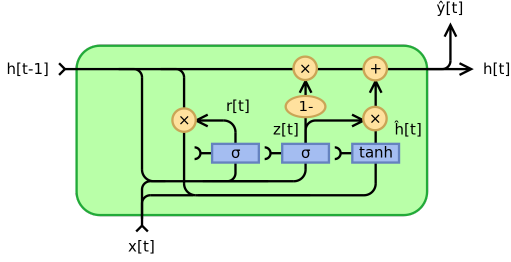 ŷ[t]
h[t-1]
×
+
h[t]
1-
r[t]
×
z[t]
×
ĥ[t]
σ
σ
tanh
x[t]